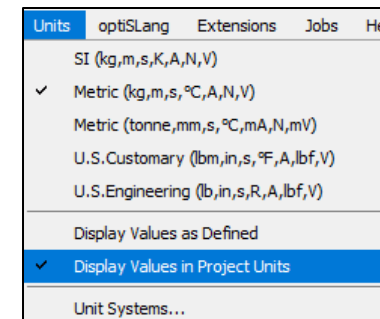 Units optiSLang Extensions Jobs He
SI (kg,m,s,K,A,N,V)
✓ Metric (kg,m,s,°C,A,N,V)
Metric (tonne,mm,s,°C,mA,N,mV)
U.S.Customary (lbm,in,s,°F,A,lbf,V)
U.S.Engineering (lb,in,s,R,A,lbf,V)
Display Values as Defined
✓ Display Values in Project Units
Unit Systems...